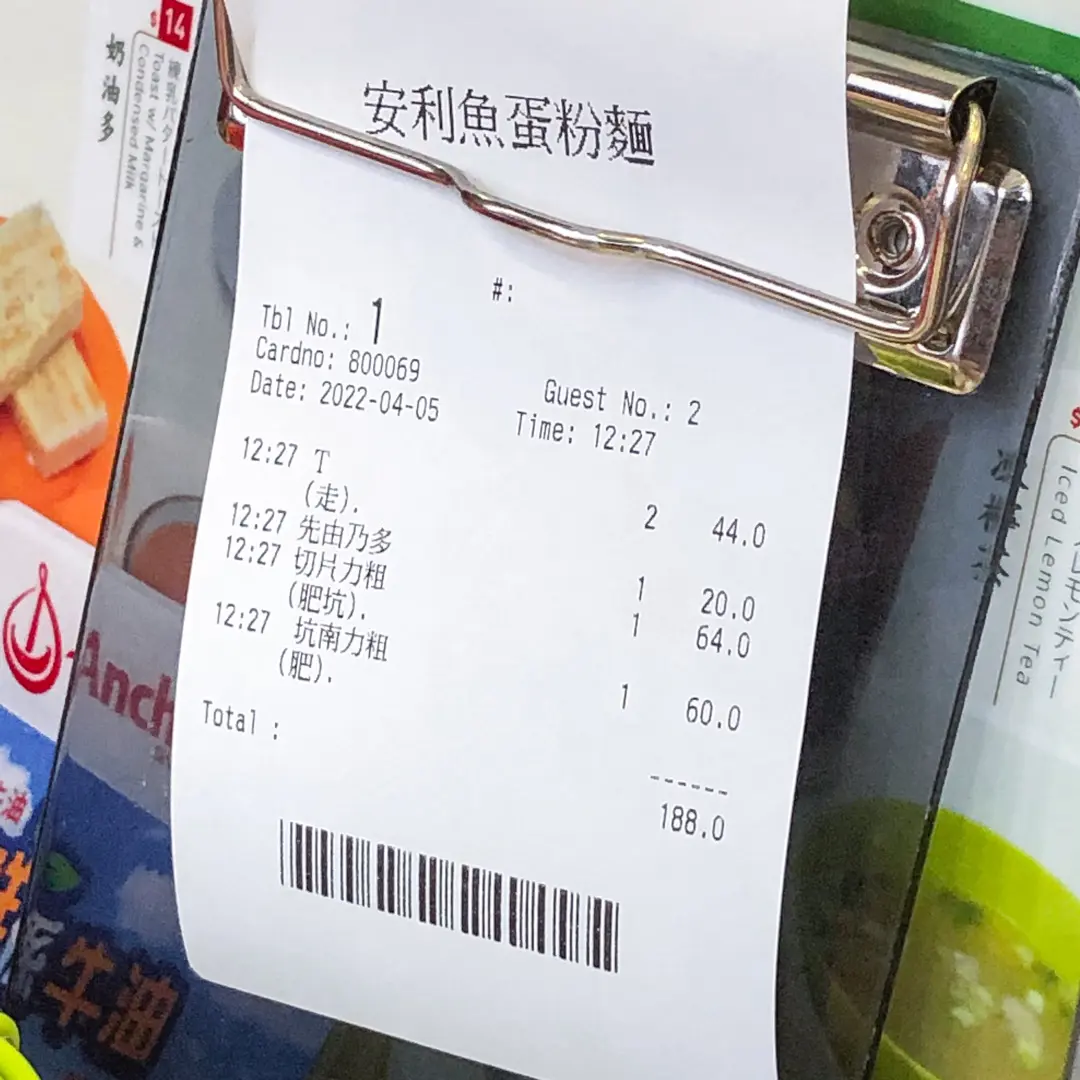 $14
奶油多
Toast w/ Margarine &
Condensed Milk
安利魚蛋粉麵
#:
Tbl No.: 1
Cardno: 800069
Guest No.: 2
Date: 2022-04-05 Time: 12:27
12:27 T 2 44.0
(走).
12:27 先由乃多 1 20.0
12:27 切片力粗 1 64.0
(肥坑).
12:27 坑南力粗 1 60.0
(肥).
Total :
------
188.0
$
Iced Lemon Tea
Anch
牛油